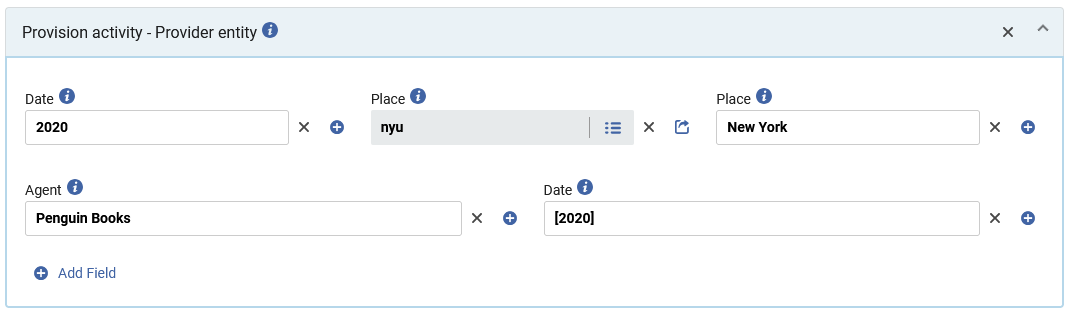 Provision activity - Provider entity
Date Place Place
2020 nyu New York
Agent Date
Penguin Books [2020]
Add Field